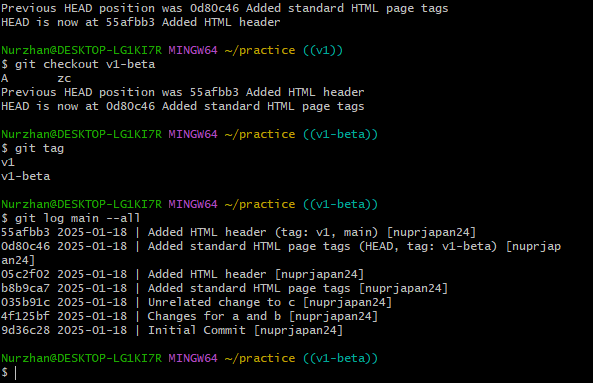 Previous HEAD position was 0d80c46 Added standard HTML page tags
HEAD is now at 55afbb3 Added HTML header
Nurzhan@DESKTOP-LG1KI7R MINGW64 ~/practice ((v1))
$ git checkout v1-beta
A       zc
Previous HEAD position was 55afbb3 Added HTML header
HEAD is now at 0d80c46 Added standard HTML page tags
Nurzhan@DESKTOP-LG1KI7R MINGW64 ~/practice ((v1-beta))
$ git tag
v1
v1-beta
Nurzhan@DESKTOP-LG1KI7R MINGW64 ~/practice ((v1-beta))
$ git log main --all
55afbb3 2025-01-18 | Added HTML header (tag: v1, main) [nuprjapan24]
0d80c46 2025-01-18 | Added standard HTML page tags (HEAD, tag: v1-beta) [nuprjap
an24]
05c2f02 2025-01-18 | Added HTML header [nuprjapan24]
b8b9ca7 2025-01-18 | Added standard HTML page tags [nuprjapan24]
035b91c 2025-01-18 | Unrelated change to c [nuprjapan24]
4f125bf 2025-01-18 | Changes for a and b [nuprjapan24]
9d36c28 2025-01-18 | Initial Commit [nuprjapan24]
Nurzhan@DESKTOP-LG1KI7R MINGW64 ~/practice ((v1-beta))
$